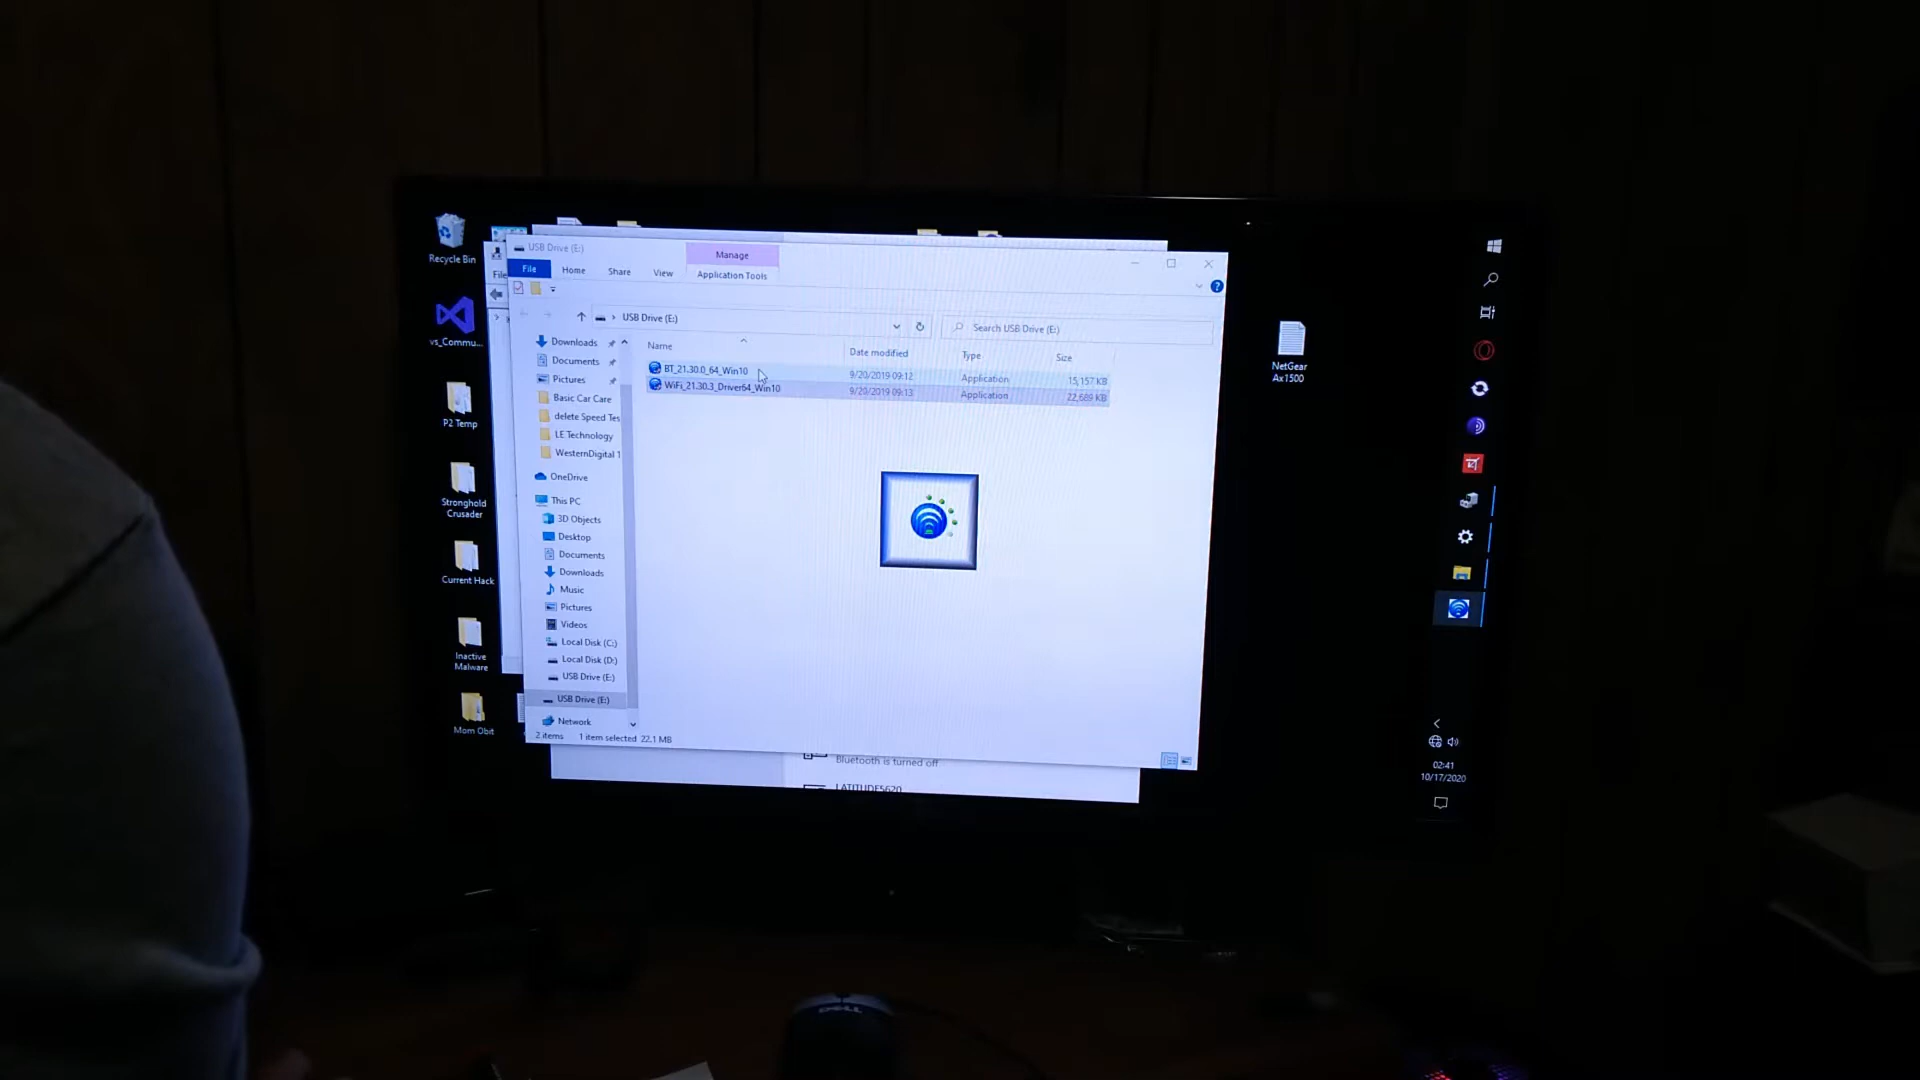 Recycle Bin
vs_Commu...
P2 Temp
Stronghold
Crusader
Current Hack
Inactive
Malware
Mom Obit
USB Drive (E:)
Manage
File
Home
Share
View
Application Tools
USB Drive (E:)
Search USB Drive (E:)
Name
Date modified
Type
Size
BT_21.30.0_64_Win10
9/20/2019 09:12
Application
15,157 KB
WiFi_21.30.3_Driver64_Win10
9/20/2019 09:13
Application
22,689 KB
Downloads
Documents
Pictures
Basic Car Care
delete Speed Tes
LE Technology
WesternDigital 1
OneDrive
This PC
3D Objects
Desktop
Documents
Downloads
Music
Pictures
Videos
Local Disk (C:)
Local Disk (D:)
USB Drive (E:)
USB Drive (E:)
Network
2 items
1 item selected
22.1 MB
Bluetooth is turned off
LATITUDE5620
NetGear
Ax1500
02:41
10/17/2020
DELL